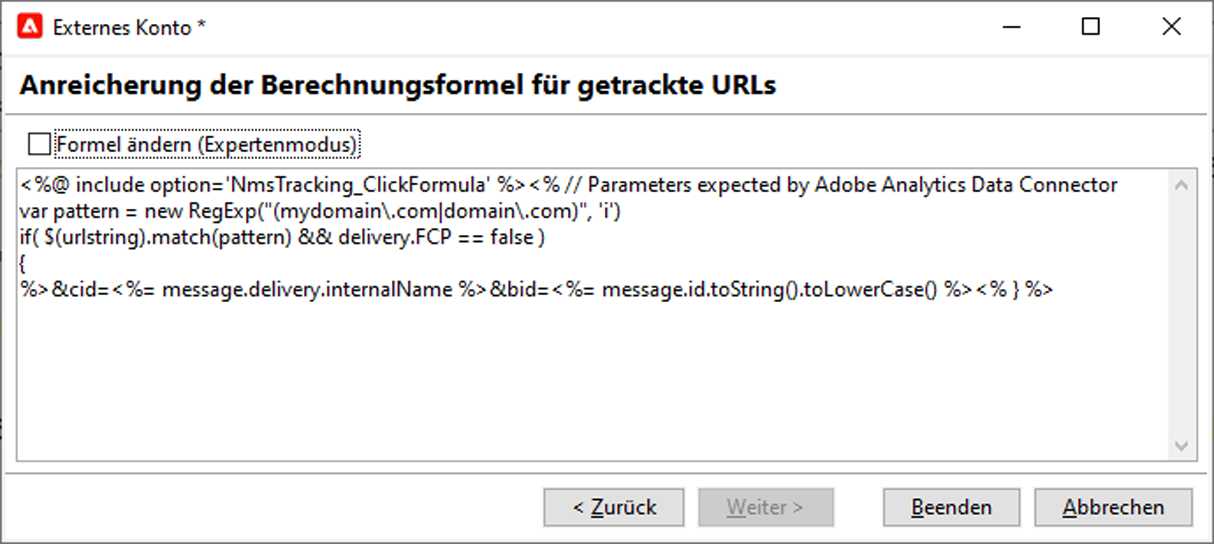 Externes Konto *
Anreicherung der Berechnungsformel für getrackte URLs
Formel ändern (Expertenmodus)
<%@ include option='NmsTracking_ClickFormula' %><% // Parameters expected by Adobe Analytics Data Connector
var pattern = new RegExp("(mydomain\.com|domain\.com)", 'i')
if( $(urlstring).match(pattern) && delivery.FCP == false )
{
%>&cid=<%= message.delivery.internalName %>&bid=<%= message.id.toString().toLowerCase() %><% } %>
< Zurück
Weiter >
Beenden
Abbrechen